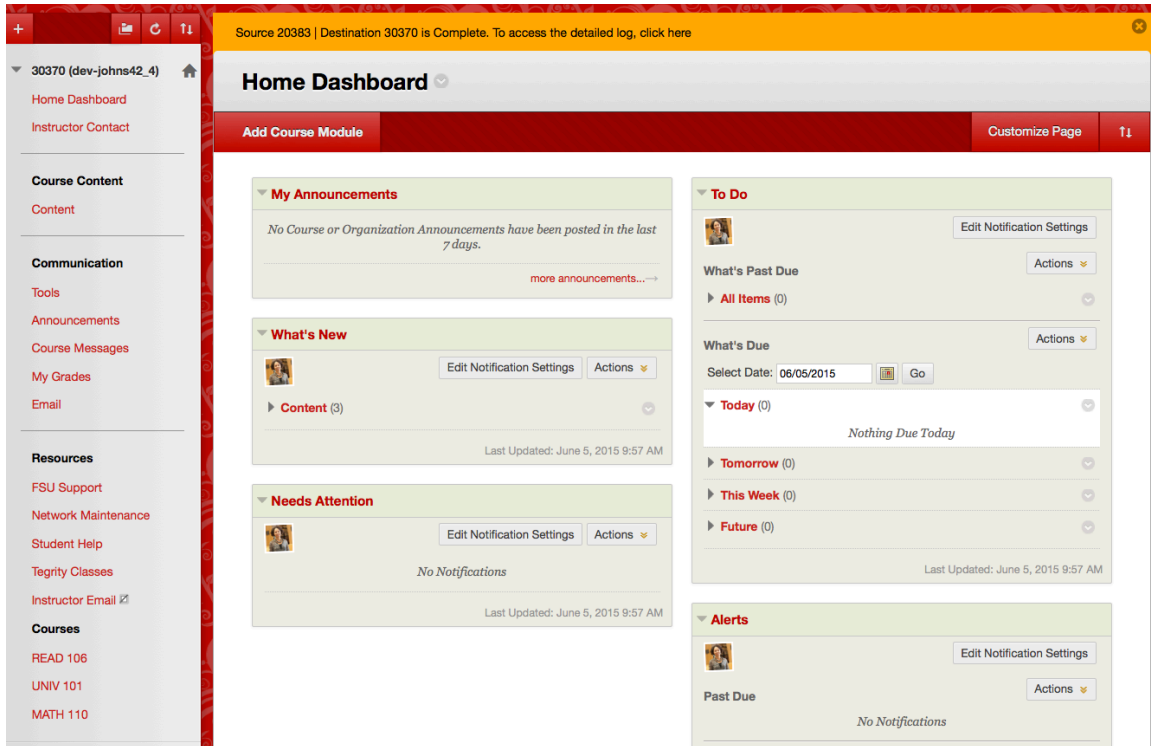 Source 20383 | Destination 30370 is Complete. To access the detailed log, click here
30370 (dev-johns42_4)
Home Dashboard
Instructor Contact
Course Content
Content
Communication
Tools
Announcements
Course Messages
My Grades
Email
Resources
FSU Support
Network Maintenance
Student Help
Tegrity Classes
Instructor Email
Courses
READ 106
UNIV 101
MATH 110
Home Dashboard
Add Course Module
Customize Page
My Announcements
No Course or Organization Announcements have been posted in the last
7 days.
more announcements...→
What's New
Edit Notification Settings
Actions
Content (3)
Last Updated: June 5, 2015 9:57 AM
Needs Attention
Edit Notification Settings
Actions
No Notifications
Last Updated: June 5, 2015 9:57 AM
To Do
Edit Notification Settings
Actions
What's Past Due
All Items (0)
Actions
What's Due
Select Date: 06/05/2015 Go
Today (0)
Nothing Due Today
Tomorrow (0)
This Week (0)
Future (0)
Last Updated: June 5, 2015 9:57 AM
Alerts
Edit Notification Settings
Actions
Past Due
No Notifications